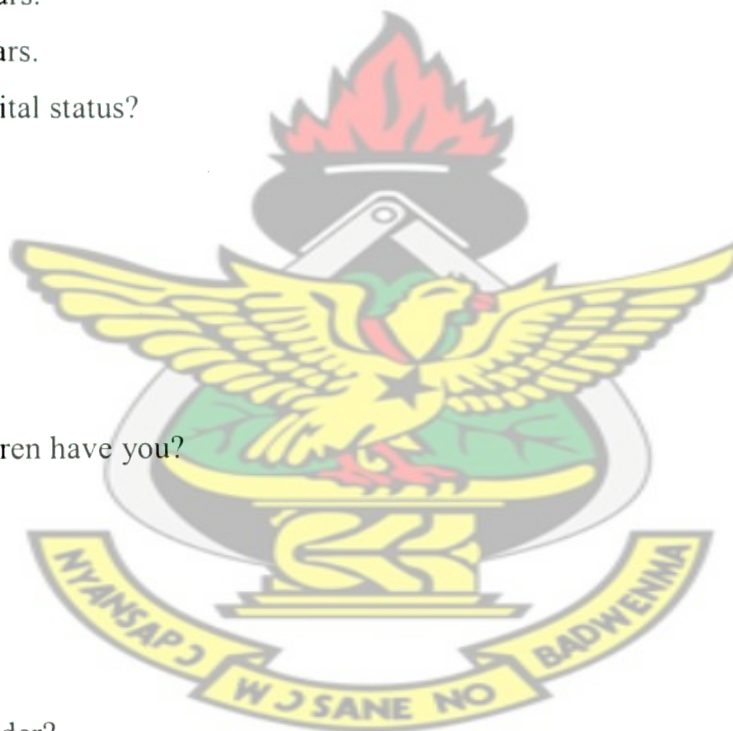 ars.
ital status?
ren have you?
NYANSAPƆ
WƆSANE NO
BADWENMA